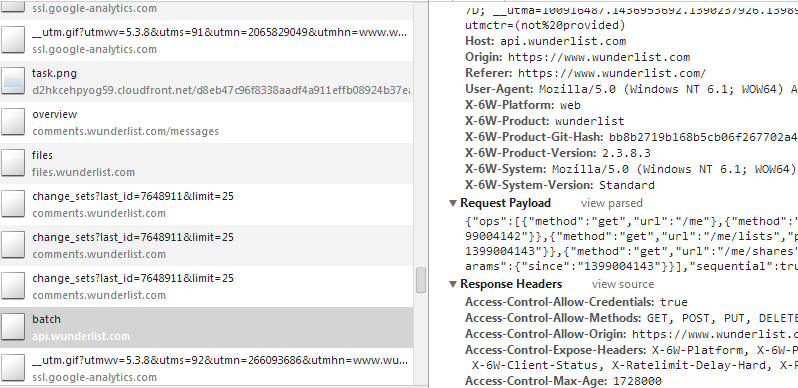 ssl.google-analytics.com
__utm.gif?utmwv=5.3.8&utms=91&utmn=2065829049&utmhn=www.wu...
ssl.google-analytics.com
task.png
d2hkcehpyog59.cloudfront.net/d8eb47c96f8338aadf4a911effb08924b37ea
overview
comments.wunderlist.com/messages
files
files.wunderlist.com
change_sets?last_id=7648911&limit=25
comments.wunderlist.com
change_sets?last_id=7648911&limit=25
comments.wunderlist.com
change_sets?last_id=7648911&limit=25
comments.wunderlist.com
batch
api.wunderlist.com
__utm.gif?utmwv=5.3.8&utms=92&utmn=266093686&utmhn=www.wu...
ssl.google-analytics.com
7D; __utma=100916487.1436953692.1390237926.13989
utmctr=(not%20provided)
Host: api.wunderlist.com
Origin: https://www.wunderlist.com
Referer: https://www.wunderlist.com/
User-Agent: Mozilla/5.0 (Windows NT 6.1; WOW64) A
X-6W-Platform: web
X-6W-Product: wunderlist
X-6W-Product-Git-Hash: bb8b2719b168b5cb06f267702a4
X-6W-Product-Version: 2.3.8.3
X-6W-System: Mozilla/5.0 (Windows NT 6.1; WOW64)
X-6W-System-Version: Standard
Request Payload view parsed
{"ops":[{"method":"get","url":"/me"},{"method":"
99004142"}},{"method":"get","url":"/me/lists","p
1399004143"}},{"method":"get","url":"/me/shares"
arams":{"since":"1399004143"}}],"sequential":tru
Response Headers view source
Access-Control-Allow-Credentials: true
Access-Control-Allow-Methods: GET, POST, PUT, DELETE
Access-Control-Allow-Origin: https://www.wunderlist.c
Access-Control-Expose-Headers: X-6W-Platform, X-6W-P
X-6W-Client-Status, X-Ratelimit-Delay-Hard, X-R
Access-Control-Max-Age: 1728000